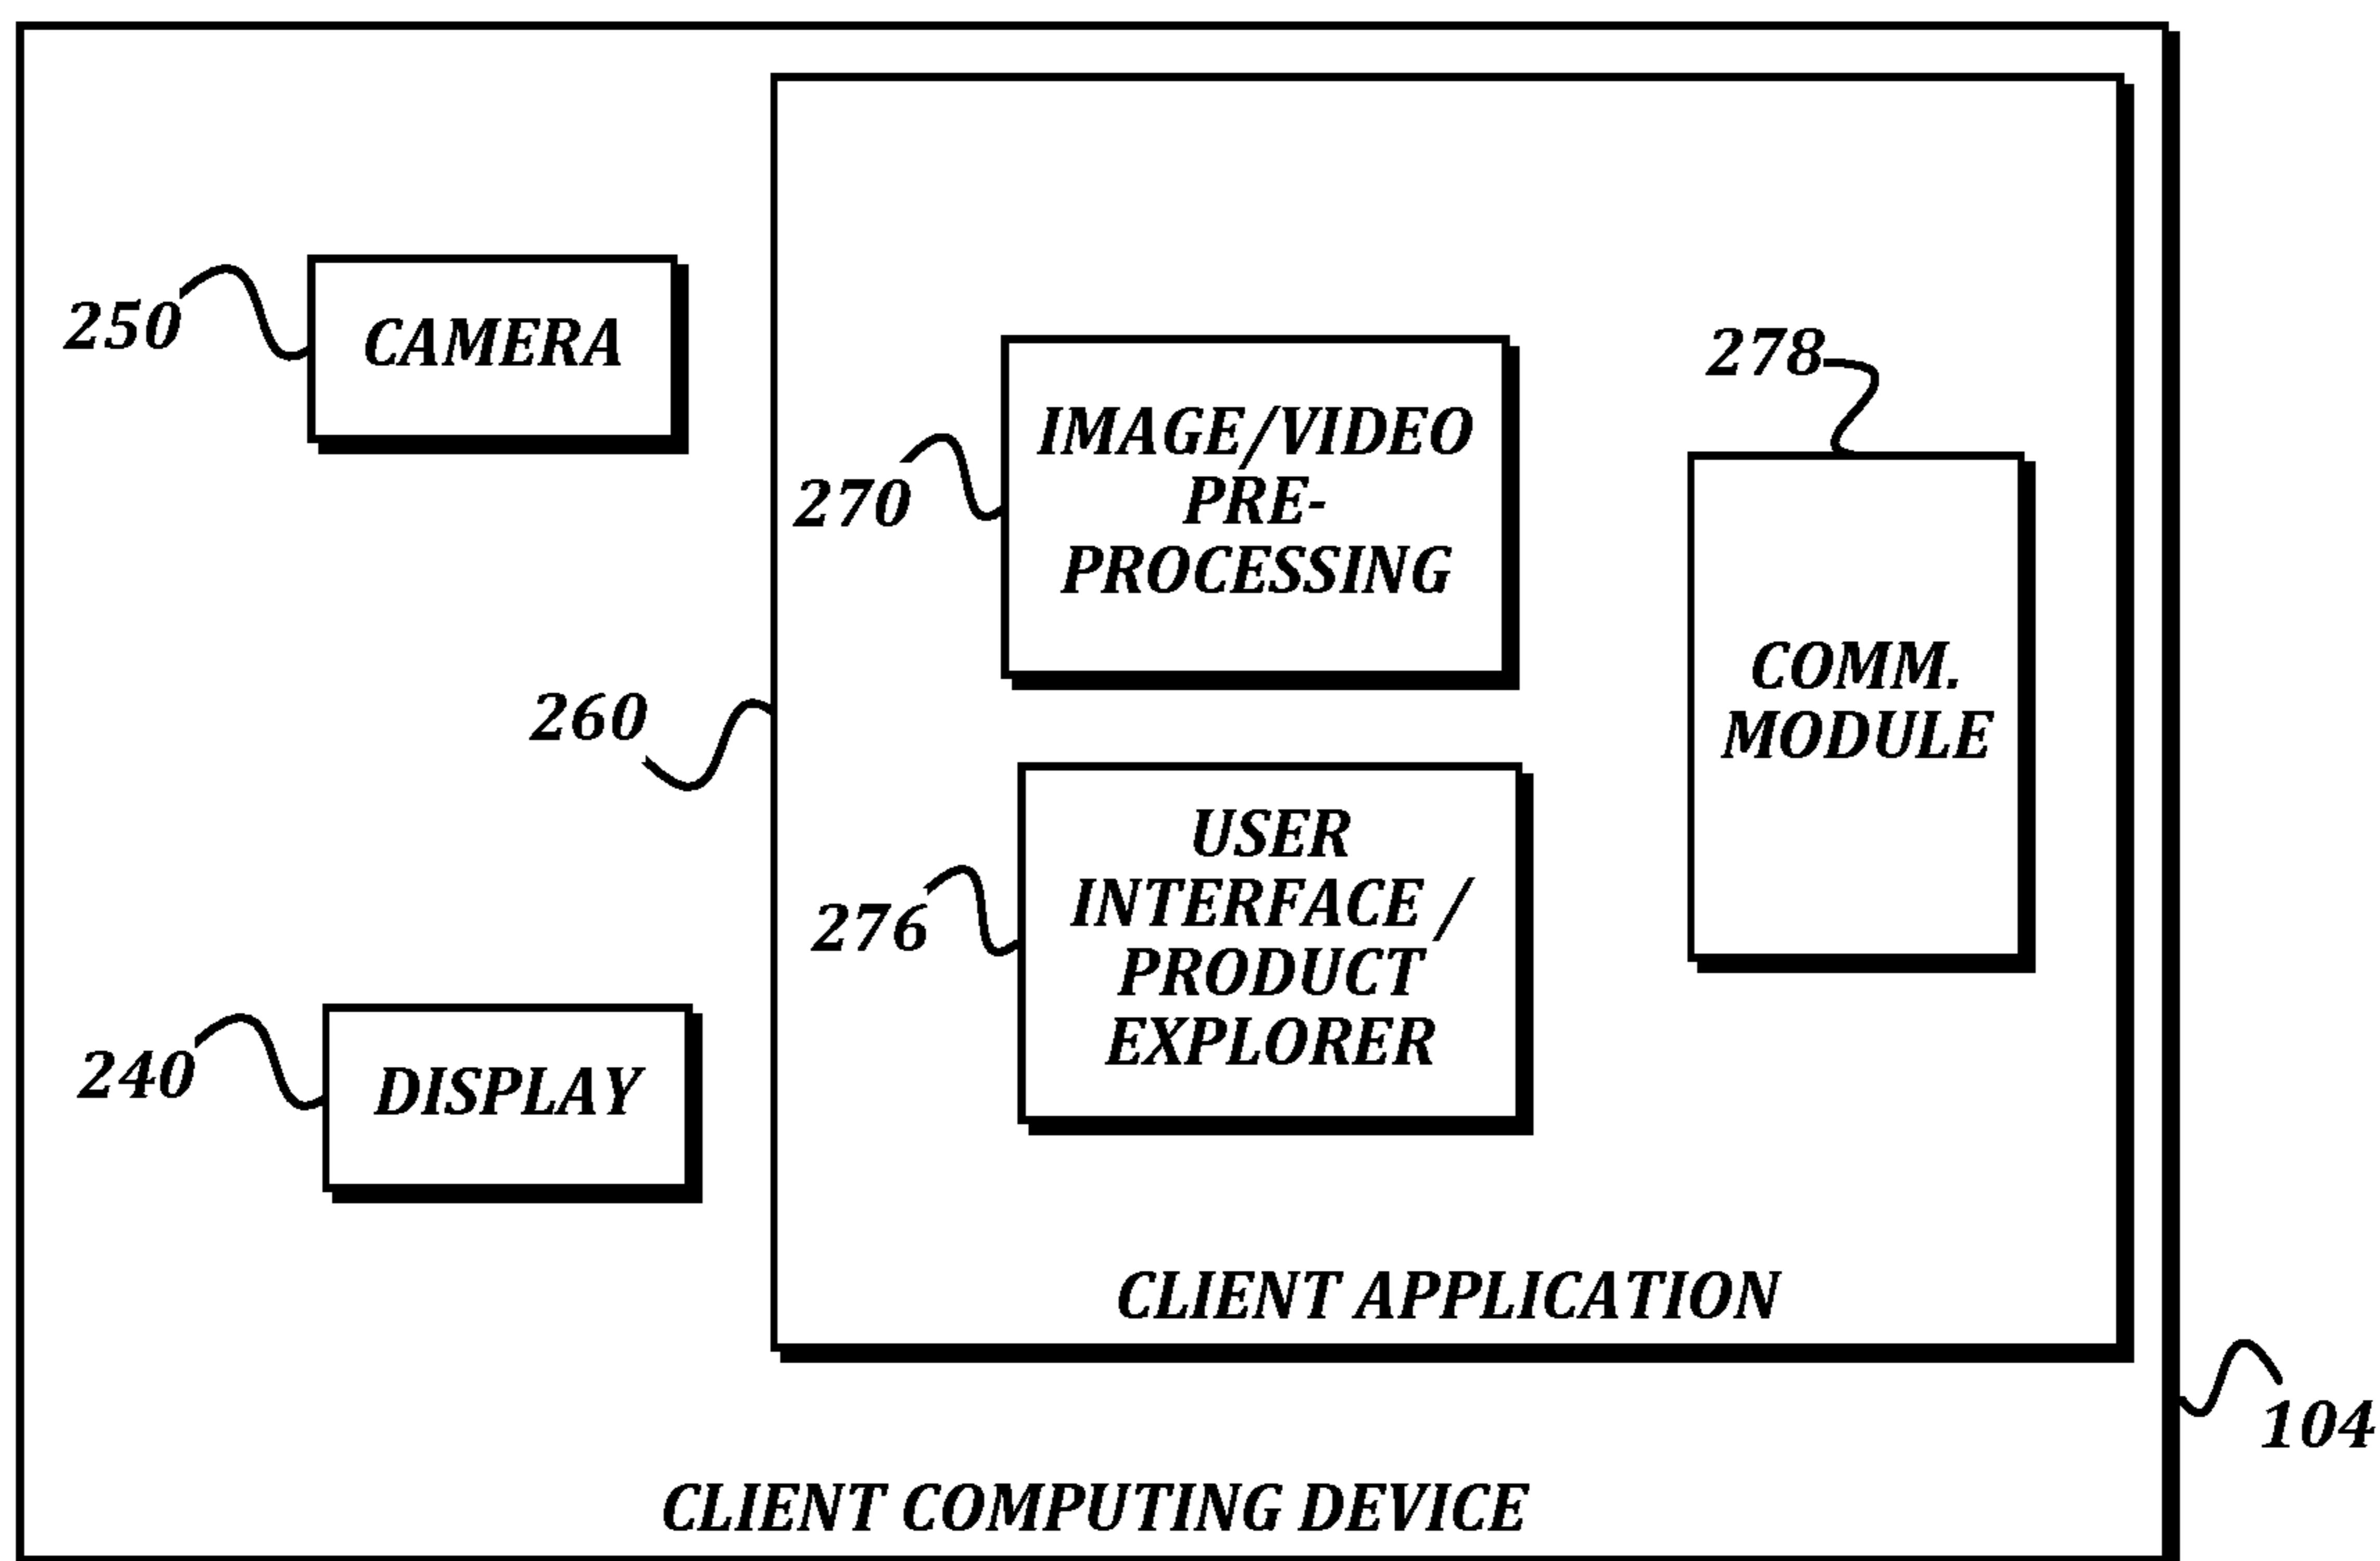 250
CAMERA
270
IMAGE/VIDEO
PRE-
PROCESSING
278
COMM.
MODULE
260
276
USER
INTERFACE /
PRODUCT
EXPLORER
240
DISPLAY
CLIENT APPLICATION
104
CLIENT COMPUTING DEVICE